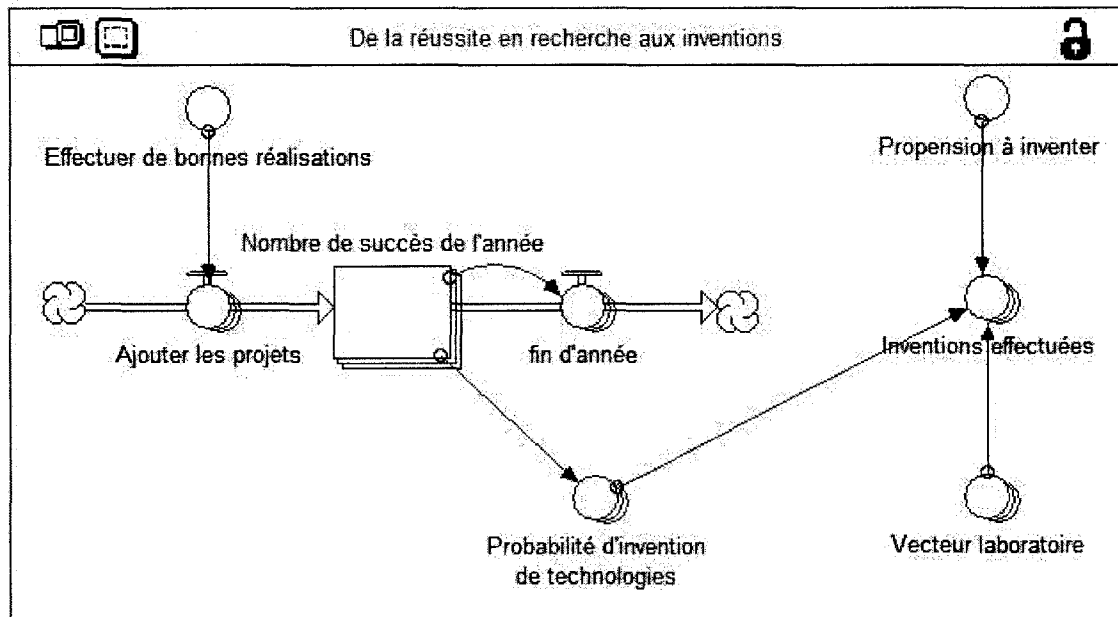 De la réussite en recherche aux inventions
Effectuer de bonnes réalisations
Propension à inventer
Nombre de succès de l'année
Ajouter les projets
fin d'année
Inventions effectuées
Probabilité d'invention
de technologies
Vecteur laboratoire